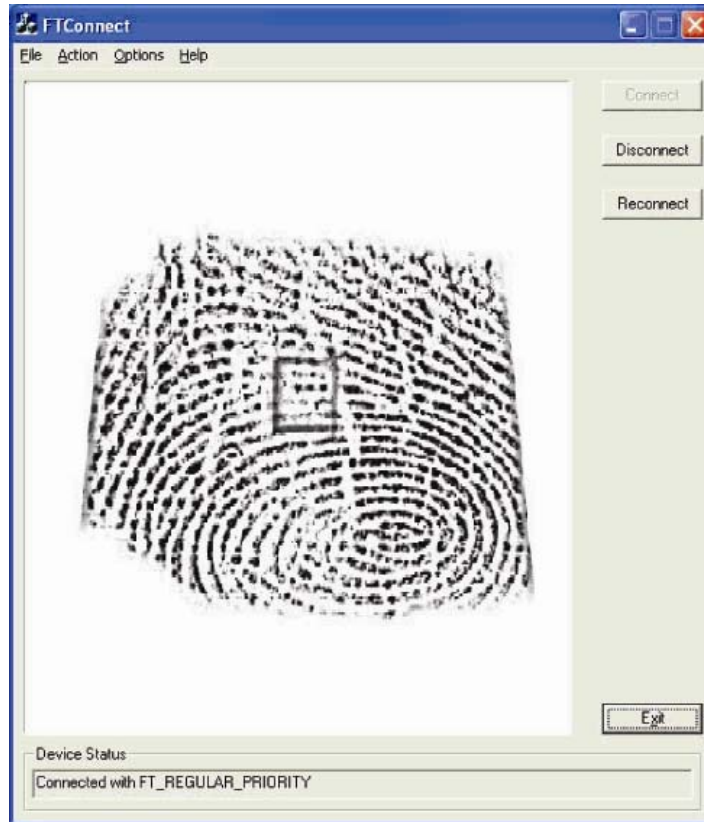 FTConnect
File Action Options Help
Connect
Disconnect
Reconnect
Exit
Device Status
Connected with FT_REGULAR_PRIORITY